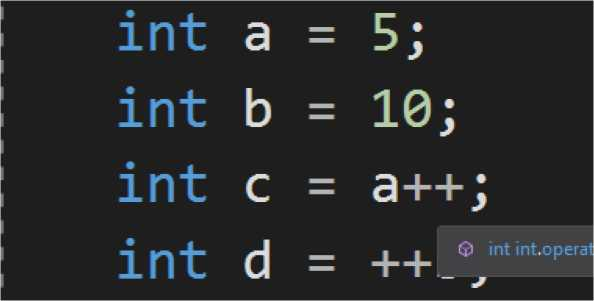 int a = 5;
int b = 10;
int c = a++;
int d = ++
int int.operat